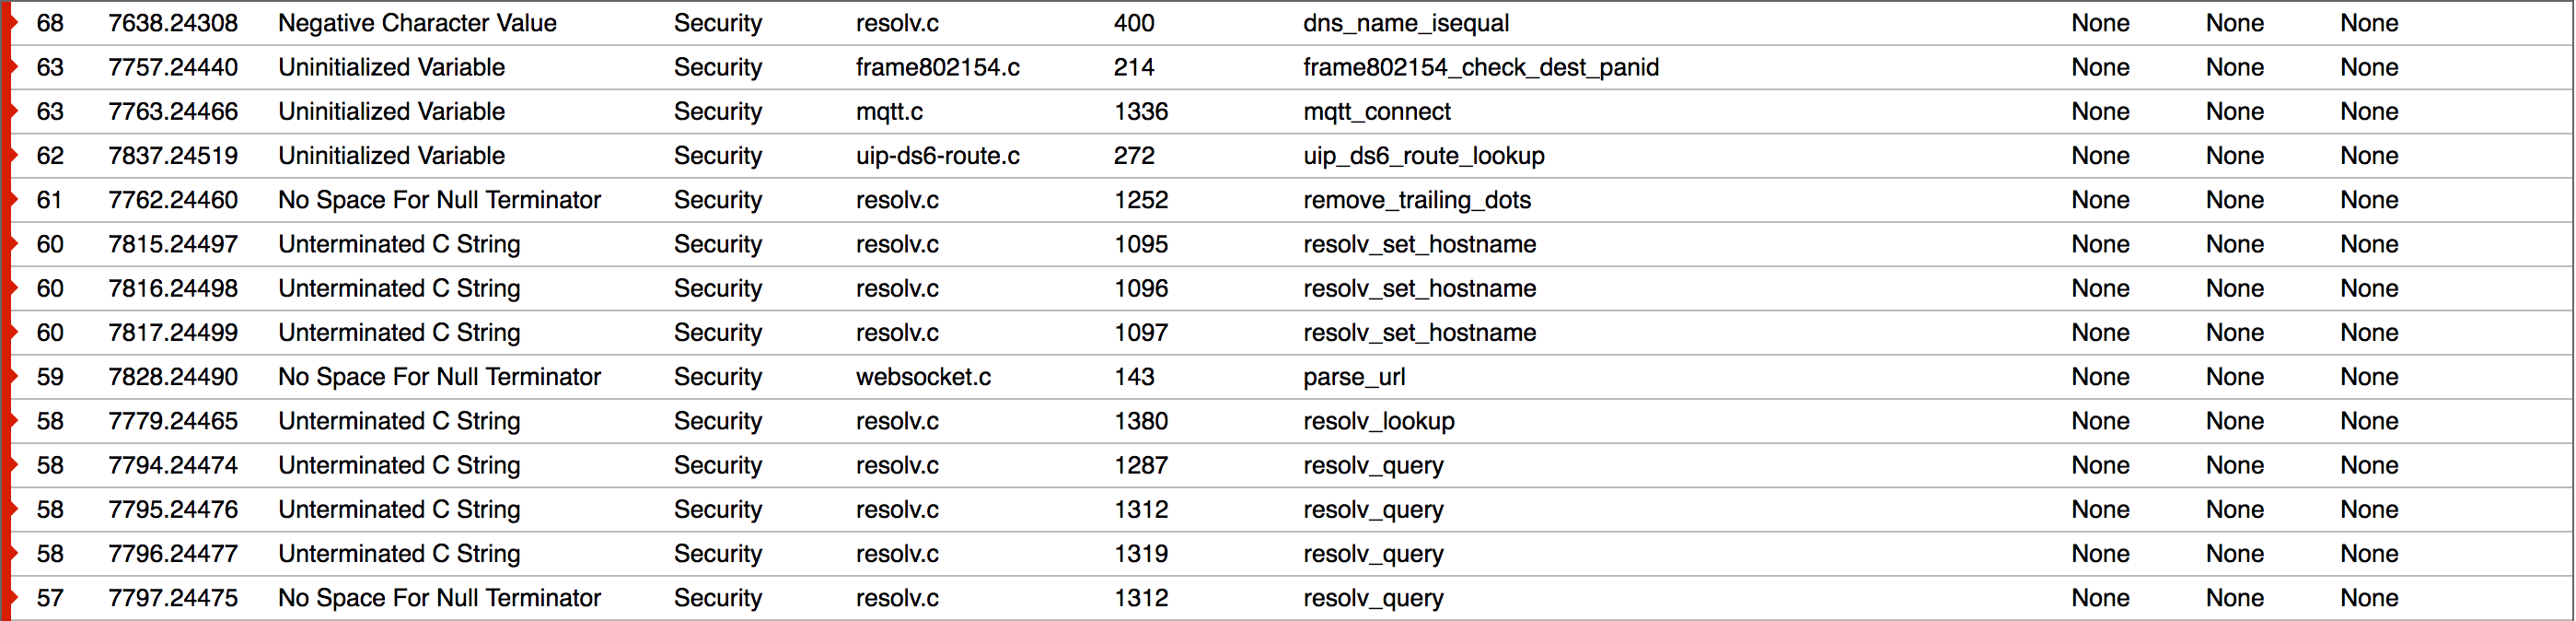 68 7638.24308 Negative Character Value Security resolv.c 400 dns_name_isequal None None None
63 7757.24440 Uninitialized Variable Security frame802154.c 214 frame802154_check_dest_panid None None None
63 7763.24466 Uninitialized Variable Security mqtt.c 1336 mqtt_connect None None None
62 7837.24519 Uninitialized Variable Security uip-ds6-route.c 272 uip_ds6_route_lookup None None None
61 7762.24460 No Space For Null Terminator Security resolv.c 1252 remove_trailing_dots None None None
60 7815.24497 Unterminated C String Security resolv.c 1095 resolv_set_hostname None None None
60 7816.24498 Unterminated C String Security resolv.c 1096 resolv_set_hostname None None None
60 7817.24499 Unterminated C String Security resolv.c 1097 resolv_set_hostname None None None
59 7828.24490 No Space For Null Terminator Security websocket.c 143 parse_url None None None
58 7779.24465 Unterminated C String Security resolv.c 1380 resolv_lookup None None None
58 7794.24474 Unterminated C String Security resolv.c 1287 resolv_query None None None
58 7795.24476 Unterminated C String Security resolv.c 1312 resolv_query None None None
58 7796.24477 Unterminated C String Security resolv.c 1319 resolv_query None None None
57 7797.24475 No Space For Null Terminator Security resolv.c 1312 resolv_query None None None